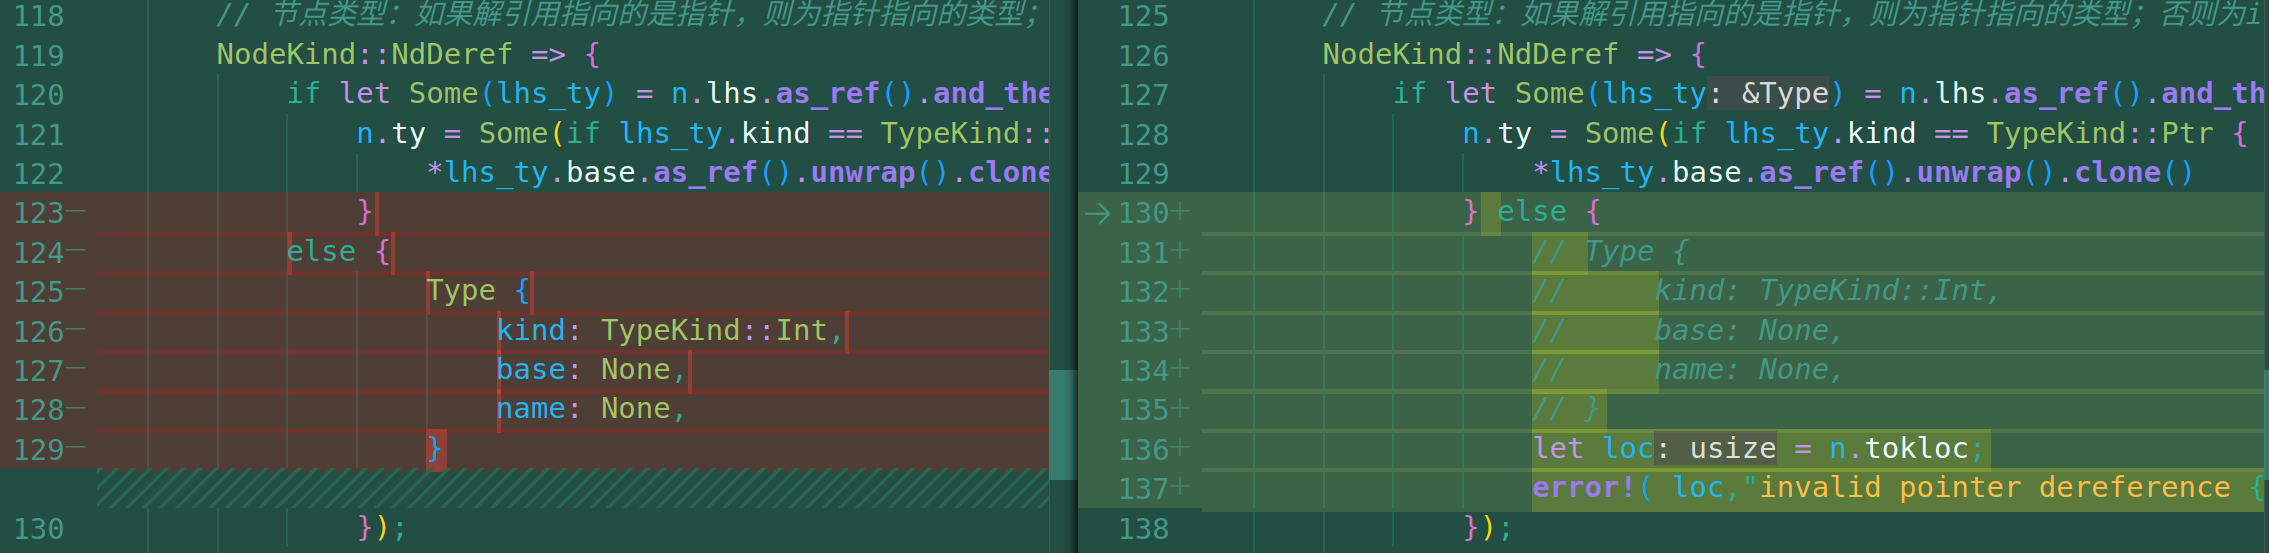 118 // 节点类型: 如果解引用指向的是指针，则为指针指向的类型；
119 NodeKind::NdDeref => {
120 if let Some(lhs_ty) = n.lhs.as_ref().and_the
121 n.ty = Some(if lhs_ty.kind == TypeKind::
122 *lhs_ty.base.as_ref().unwrap().clone
123— }
124— else {
125— Type {
126— kind: TypeKind::Int,
127— base: None,
128— name: None,
129— }
130 });
125 // 节点类型: 如果解引用指向的是指针，则为指针指向的类型；否则为i
126 NodeKind::NdDeref => {
127 if let Some(lhs_ty: &Type) = n.lhs.as_ref().and_th
128 n.ty = Some(if lhs_ty.kind == TypeKind::Ptr {
129 *lhs_ty.base.as_ref().unwrap().clone()
→ 130+ } else {
131+ // Type {
132+ // kind: TypeKind::Int,
133+ // base: None,
134+ // name: None,
135+ // }
136+ let loc: usize = n.tokloc;
137+ error!( loc,"invalid pointer dereference {
138 });